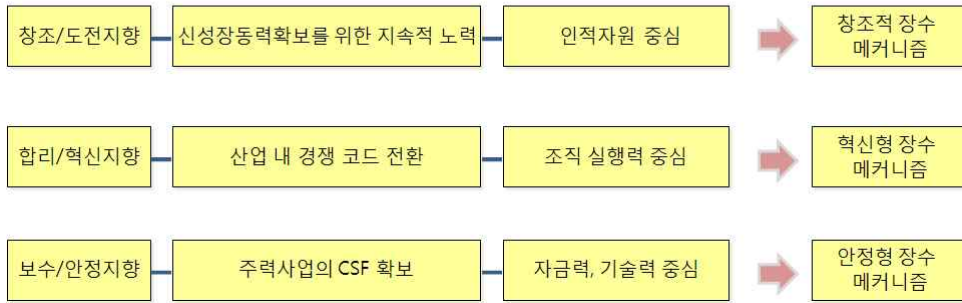 창조/도전지향
신성장동력확보를 위한 지속적 노력
인적자원 중심
창조적 장수
메커니즘
합리/혁신지향
산업 내 경쟁 코드 전환
조직 실행력 중심
혁신형 장수
메커니즘
보수/안정지향
주력사업의 CSF 확보
자금력, 기술력 중심
안정형 장수
메커니즘